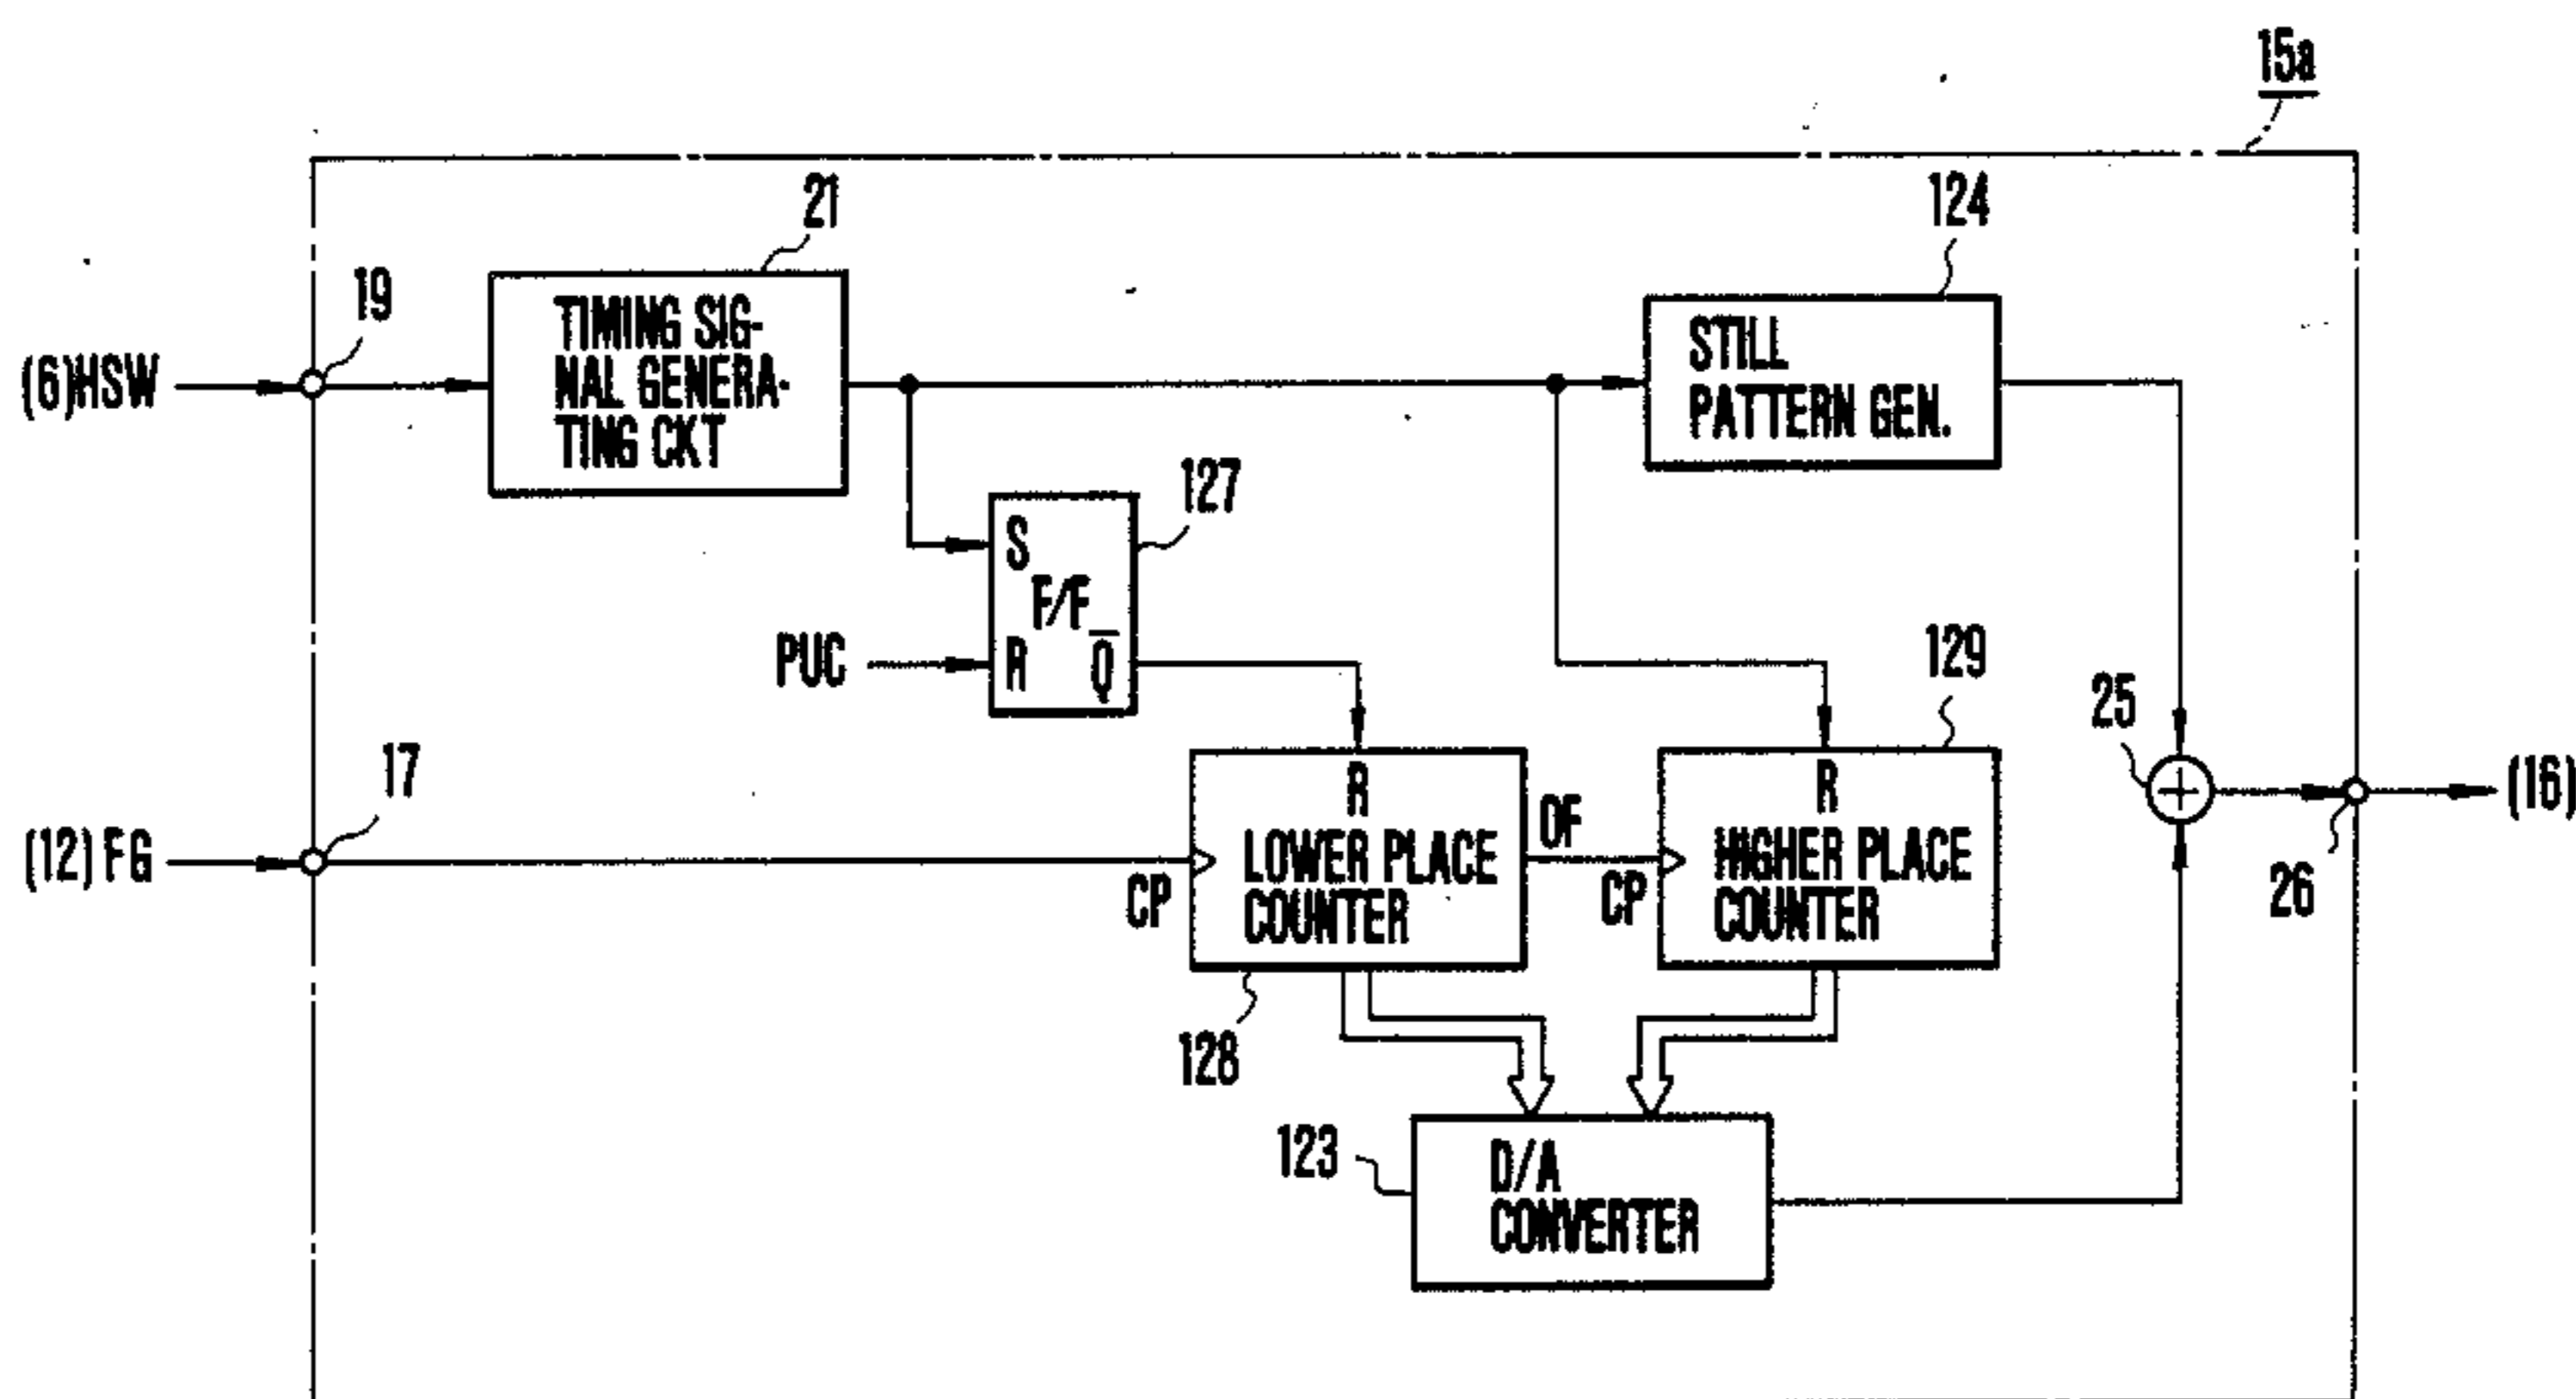 15a
21
124
19
TIMING SIG-
NAL GENERA-
TING CKT
STILL
PATTERN GEN.
(6)HSW
127
S
F/F
R
Q̅
PUC
129
25
17
R
R
(16)
OF
(12) FG
LOWER PLACE
COUNTER
HIGHER PLACE
COUNTER
CP
CP
26
128
123
D/A
CONVERTER